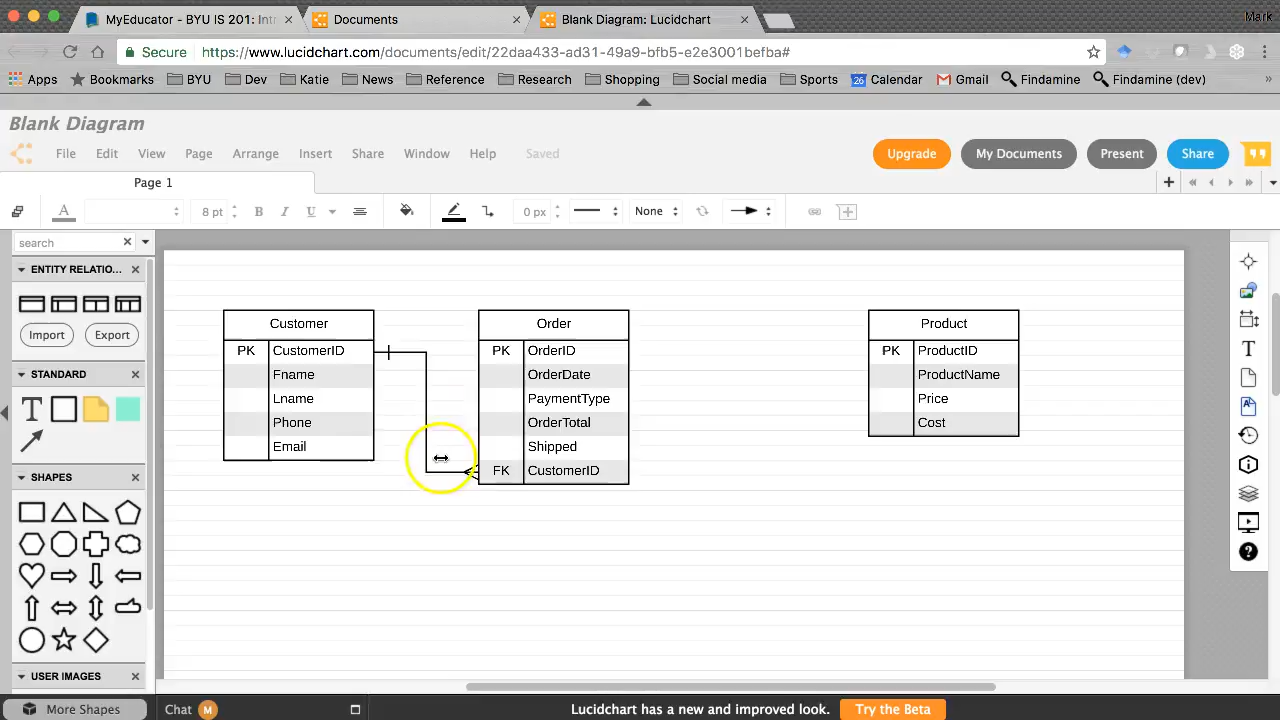 MyEducator - BYU IS 201: Int
Documents
Blank Diagram: Lucidchart
Mark
Secure
https://www.lucidchart.com/documents/edit/22daa433-ad31-49a9-bfb5-e2e3001befba#
Apps
Bookmarks
BYU
Dev
Katie
News
Reference
Research
Shopping
Social media
Sports
26
Calendar
Gmail
Findamine
Findamine (dev)
»
Blank Diagram
File
Edit
View
Page
Arrange
Insert
Share
Window
Help
Saved
Upgrade
My Documents
Present
Share
Page 1
A
8 pt
B
I
U
0 px
None
search
ENTITY RELATIO...
Import
Export
STANDARD
T
SHAPES
USER IMAGES
More Shapes
Customer
PK CustomerID
Fname
Lname
Phone
Email
Order
PK OrderID
OrderDate
PaymentType
OrderTotal
Shipped
FK CustomerID
Product
PK ProductID
ProductName
Price
Cost
T
A
?
Chat
M
Lucidchart has a new and improved look.
Try the Beta